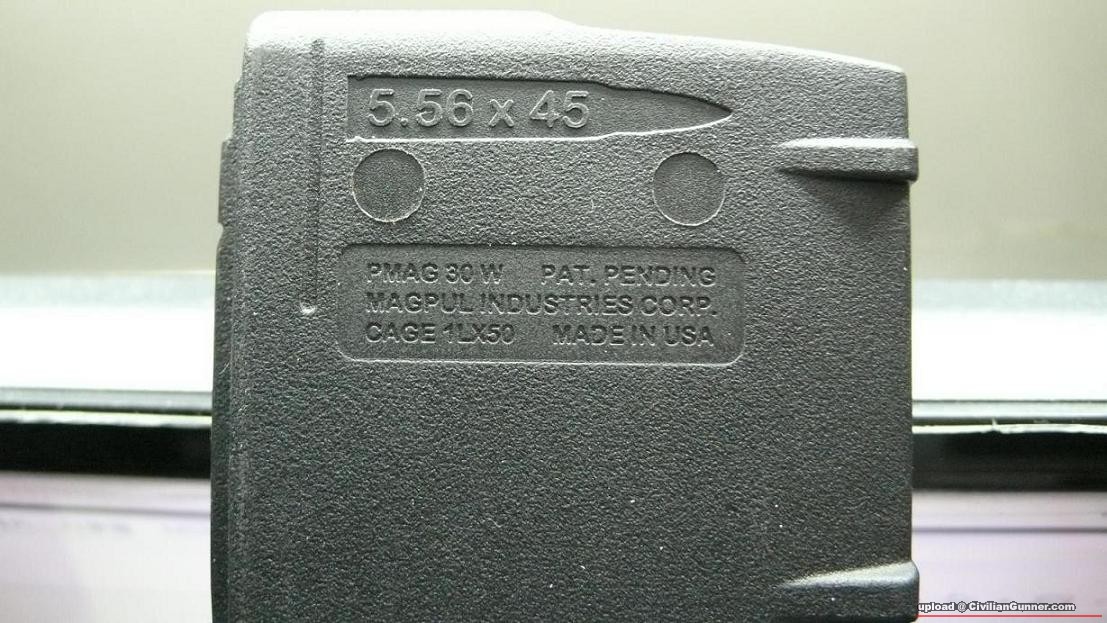 5.56 x 45
PMAG 30 W PAT. PENDING
MAGPUL INDUSTRIES CORP.
CAGE 1LX50 MADE IN USA
upload @ CivilianGunner.com